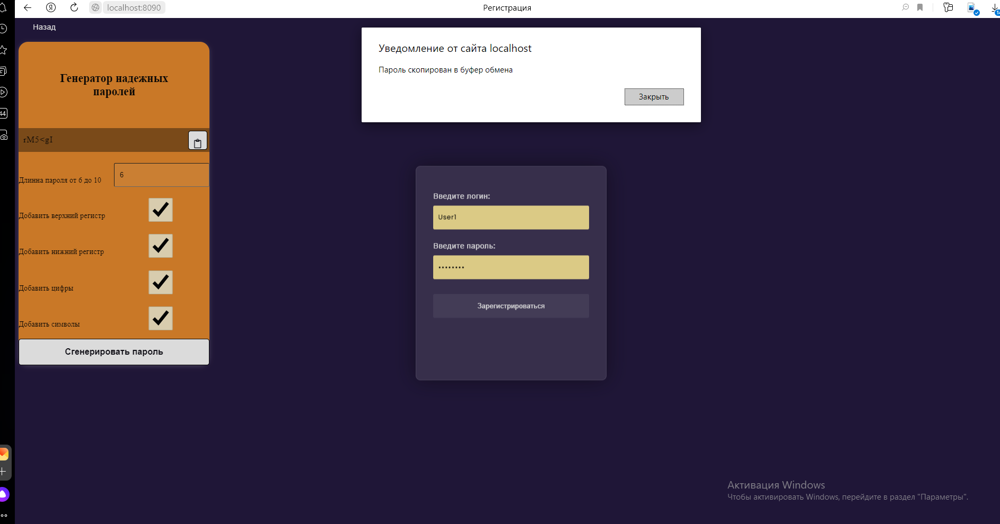 localhost:8090
Регистрация
Назад
Уведомление от сайта localhost
Пароль скопирован в буфер обмена
Закрыть
Генератор надежных
паролей
rM5<gI
Длинна пароля от 6 до 10
6
Добавить верхний регистр
Добавить нижний регистр
Добавить цифры
Добавить символы
Сгенерировать пароль
Введите логин:
User1
Введите пароль:
••••••••
Зарегистрироваться
Активация Windows
Чтобы активировать Windows, перейдите в раздел "Параметры".
44